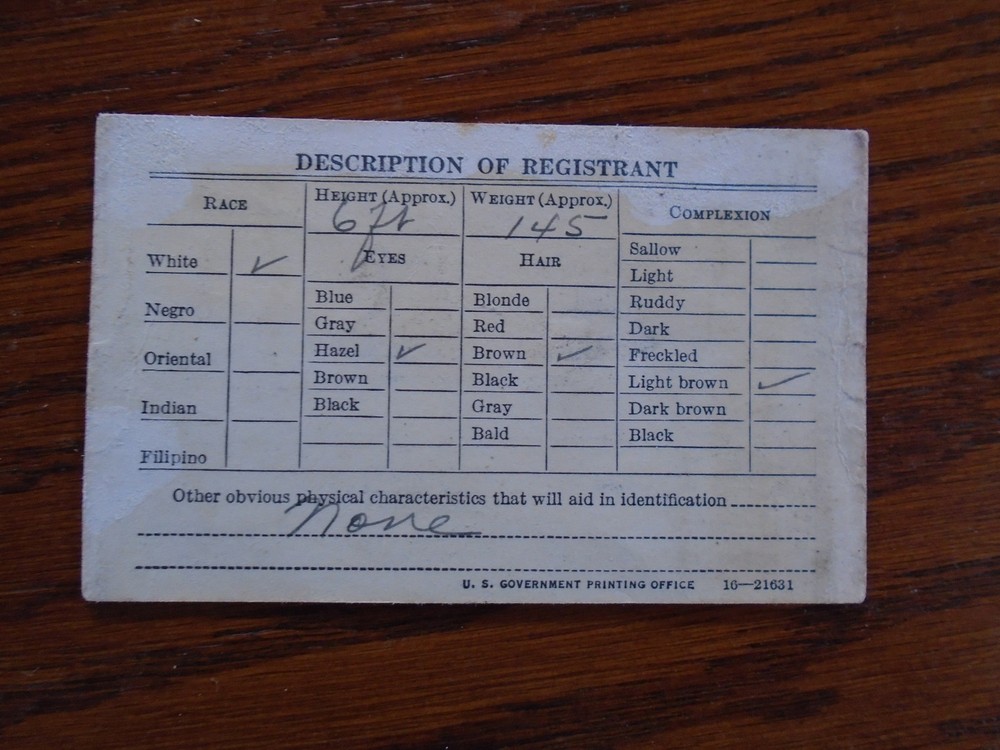 DESCRIPTION OF REGISTRANT
RACE HEIGHT (Approx.) WEIGHT (Approx.) COMPLEXION
6 ft 145
White ✓ EYES HAIR Sallow
Light
Negro Blue Blonde Ruddy
Gray Red Dark
Oriental Hazel ✓ Brown ✓ Freckled
Brown Black Light brown ✓
Indian Black Gray Dark brown
Bald Black
Filipino
Other obvious physical characteristics that will aid in identification
None
U. S. GOVERNMENT PRINTING OFFICE 16—21631